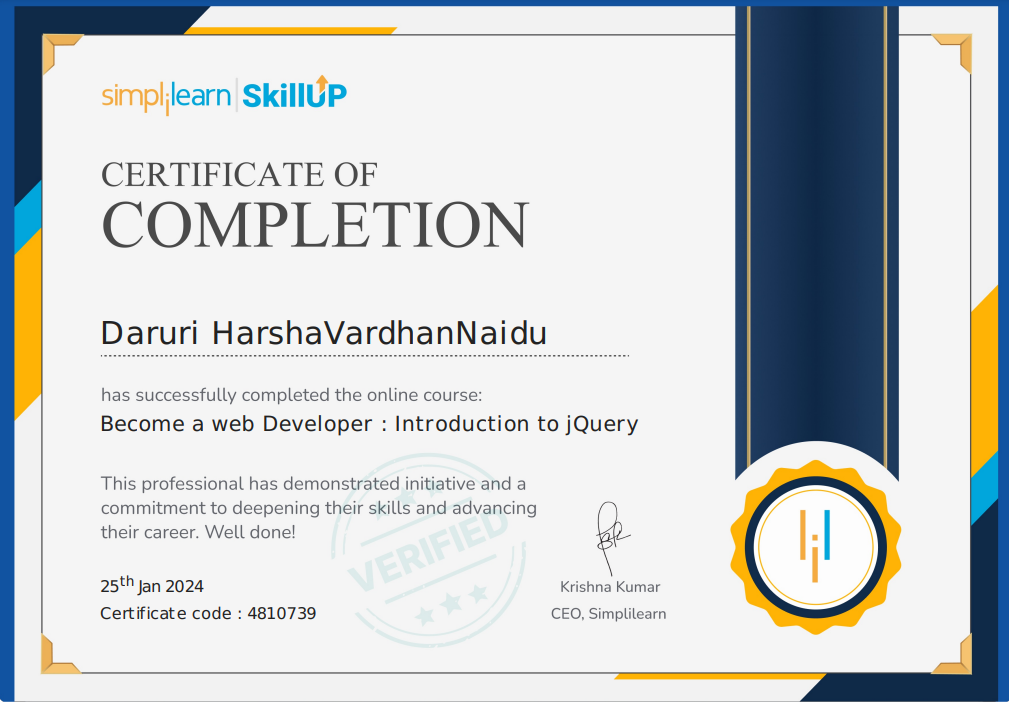 simplilearn | SkillUP
CERTIFICATE OF
COMPLETION
Daruri HarshaVardhanNaidu
has successfully completed the online course:
Become a web Developer : Introduction to jQuery
This professional has demonstrated initiative and a
commitment to deepening their skills and advancing
their career. Well done!
VERIFIED
25th Jan 2024
Certificate code : 4810739
Krishna Kumar
CEO, Simplilearn